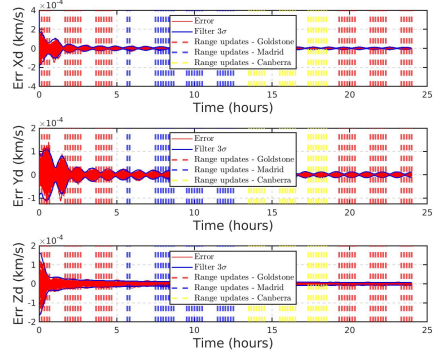 ×10⁻⁴
Err Xd (km/s)
4
2
0
-2
-4
Error
Filter 3σ
Range updates - Goldstone
Range updates - Madrid
Range updates - Canberra
0 5 10 15 20 25
Time (hours)
×10⁻⁴
Err Yd (km/s)
2
1
0
-1
Error
Filter 3σ
Range updates - Goldstone
Range updates - Madrid
Range updates - Canberra
0 5 10 15 20 25
Time (hours)
×10⁻⁴
Err Zd (km/s)
2
1
0
-1
-2
Error
Filter 3σ
Range updates - Goldstone
Range updates - Madrid
Range updates - Canberra
0 5 10 15 20 25
Time (hours)